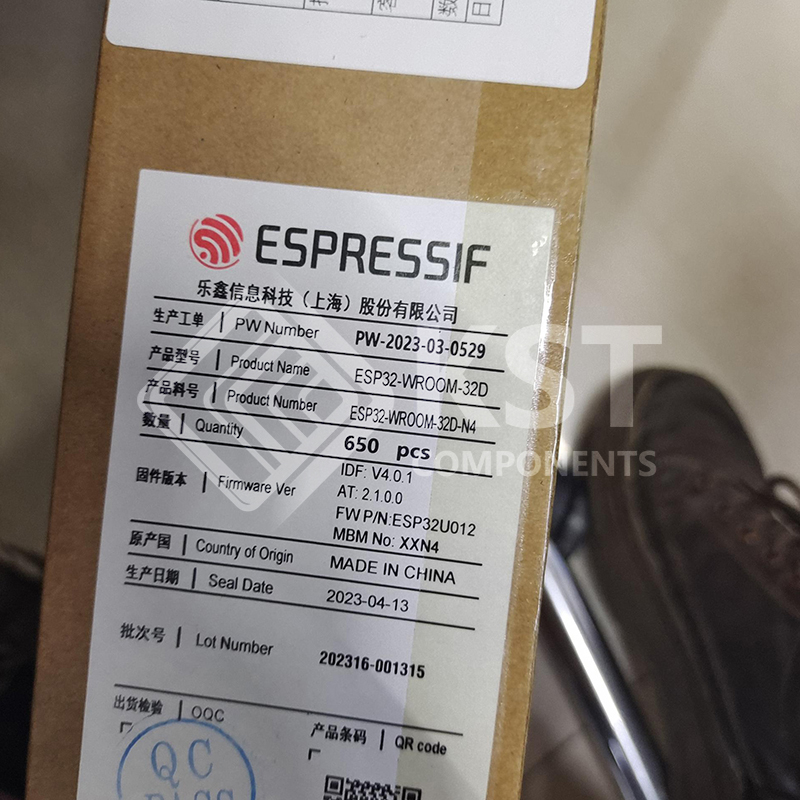 数
日
ESPRESSIF
乐鑫信息科技（上海）股份有限公司
生产工单 | PW Number PW-2023-03-0529
产品型号 | Product Name ESP32-WROOM-32D
产品料号 | Product Number ESP32-WROOM-32D-N4
数量 | Quantity 650 pcs
固件版本 | Firmware Ver IDF: V4.0.1
AT: 2.1.0.0
FW P/N:ESP32U012
MBM No: XXN4
原产国 | Country of Origin MADE IN CHINA
生产日期 | Seal Date 2023-04-13
批次号 | Lot Number 202316-001315
出货检验 | OQC
产品条码 | QR code
QC
KST
COMPONENTS